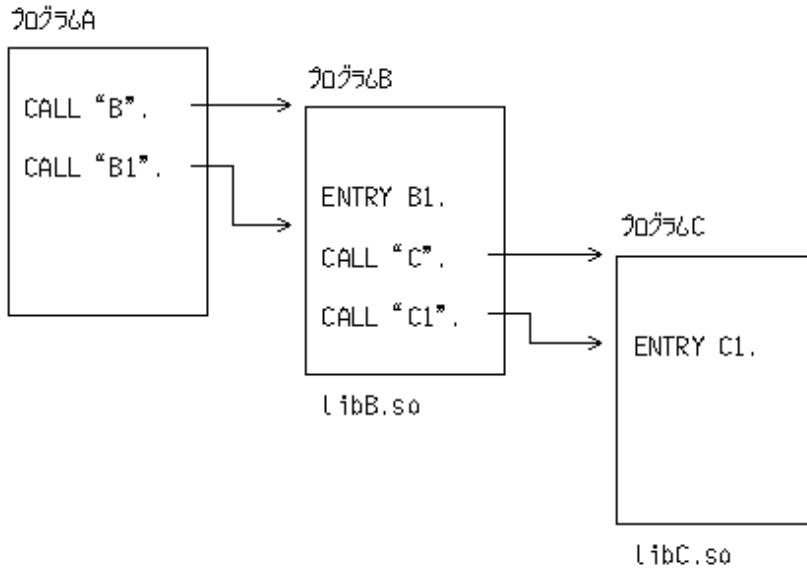 プログラムA
CALL “B”.
CALL “B1”.
プログラムB
ENTRY B1.
CALL “C”.
CALL “C1”.
libB.so
プログラムC
ENTRY C1.
libC.so